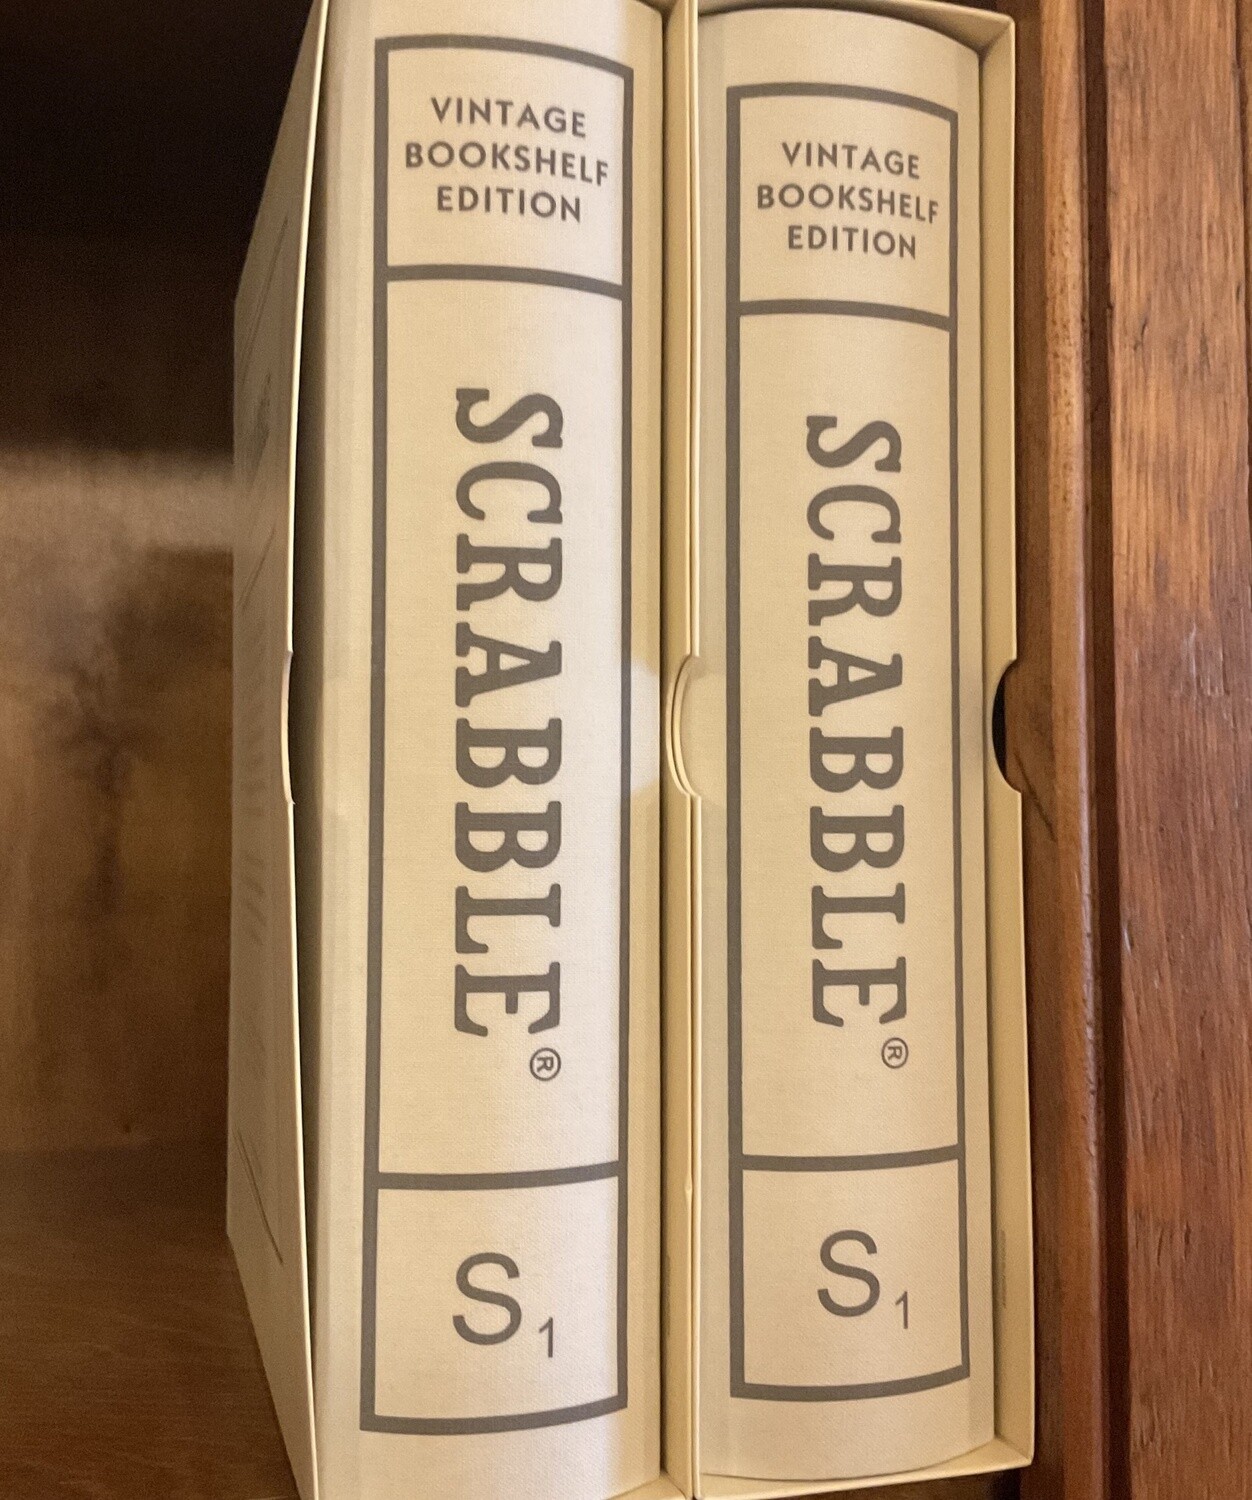 VINTAGE
BOOKSHELF
EDITION
SCRABBLE®
S1
VINTAGE
BOOKSHELF
EDITION
SCRABBLE®
S1